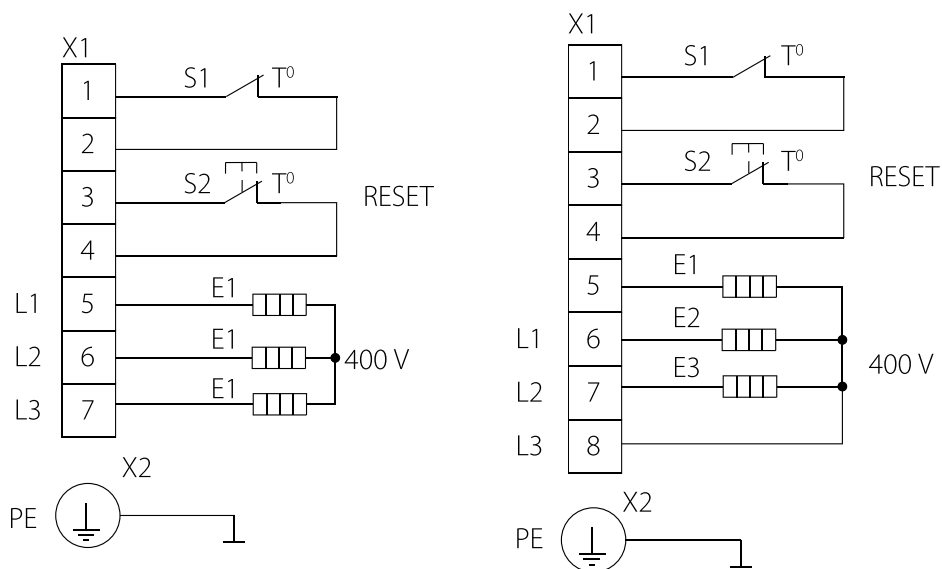 X1
1 S1 T⁰
2
3 S2 T⁰ RESET
4
L1 5 E1
L2 6 E1 400 V
L3 7 E1
X2
PE
X1
1 S1 T⁰
2
3 S2 T⁰ RESET
4
5 E1
L1 6 E2
400 V
L2 7 E3
L3 8
X2
PE